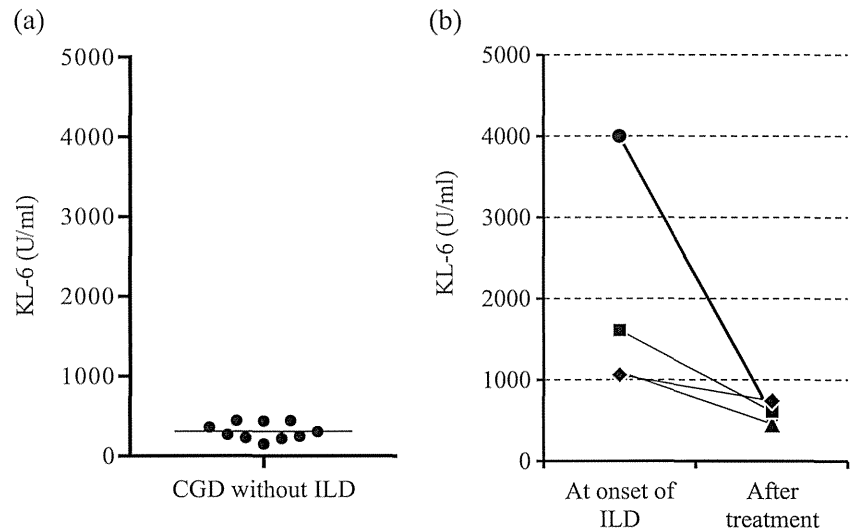 (a)
5000
4000
3000
2000
1000
0
KL-6 (U/ml)
CGD without ILD
(b)
5000
4000
3000
2000
1000
0
KL-6 (U/ml)
At onset of
ILD
After
treatment